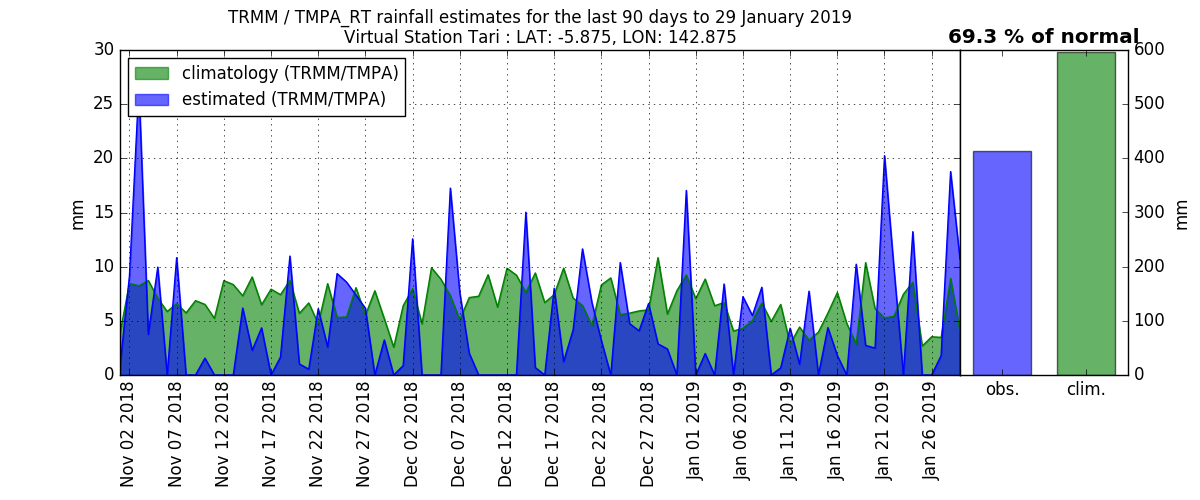 TRMM / TMPA_RT rainfall estimates for the last 90 days to 29 January 2019
Virtual Station Tari : LAT: -5.875, LON: 142.875
69.3 % of normal
climatology (TRMM/TMPA)
estimated (TRMM/TMPA)
30
25
20
15
10
5
0
mm
Nov 02 2018
Nov 07 2018
Nov 12 2018
Nov 17 2018
Nov 22 2018
Nov 27 2018
Dec 02 2018
Dec 07 2018
Dec 12 2018
Dec 17 2018
Dec 22 2018
Dec 27 2018
Jan 01 2019
Jan 06 2019
Jan 11 2019
Jan 16 2019
Jan 21 2019
Jan 26 2019
obs.
clim.
600
500
400
300
200
100
0
mm